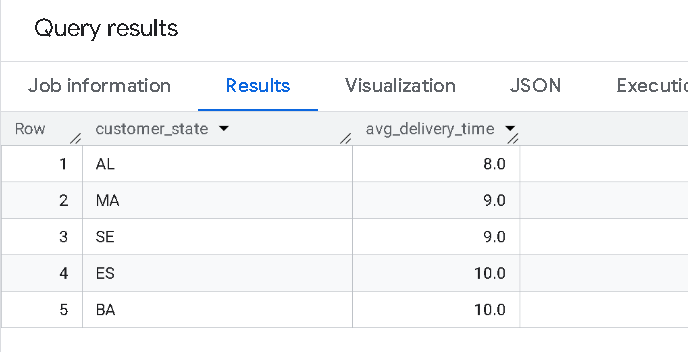 Query results
Job information Results Visualization JSON
Row customer_state avg_delivery_time
1 AL 8.0
2 MA 9.0
3 SE 9.0
4 ES 10.0
5 BA 10.0